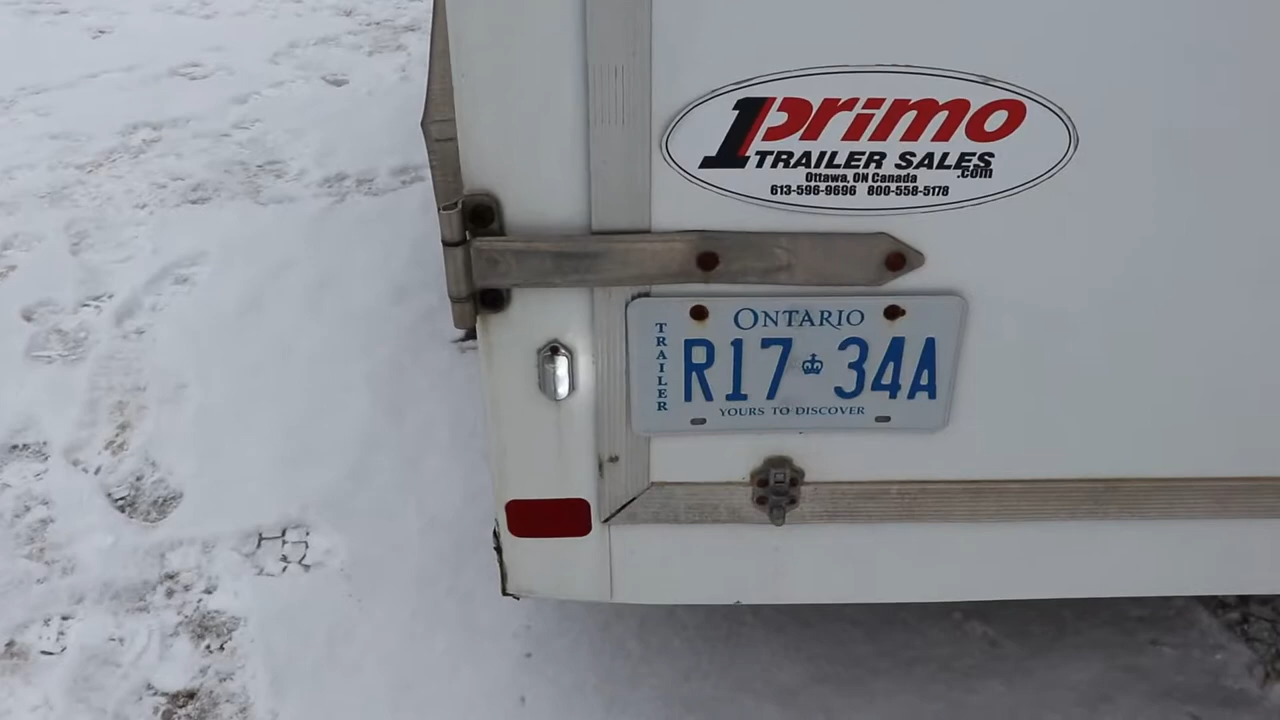 1primo
TRAILER SALES
.com
Ottawa, ON Canada
613-596-9696 800-558-5178
ONTARIO
TRAILER
R17 34A
YOURS TO DISCOVER